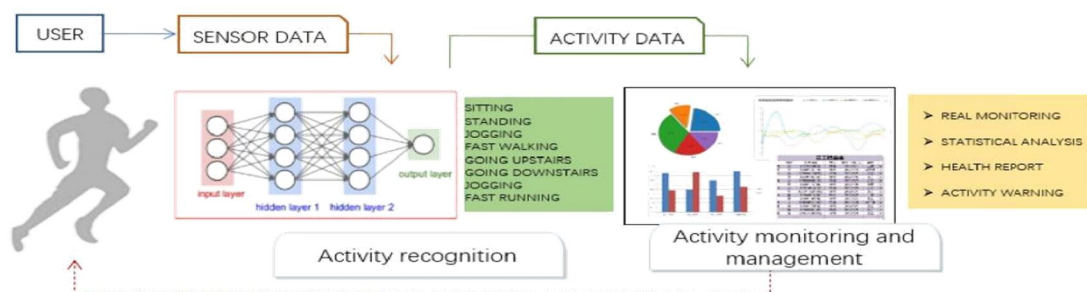 USER
SENSOR DATA
ACTIVITY DATA
input layer
hidden layer 1
hidden layer 2
output layer
SITTING
STANDING
JOGGING
FAST WALKING
GOING UPSTAIRS
GOING DOWNSTAIRS
JOGGING
FAST RUNNING
REAL MONITORING
STATISTICAL ANALYSIS
HEALTH REPORT
ACTIVITY WARNING
Activity recognition
Activity monitoring and
management